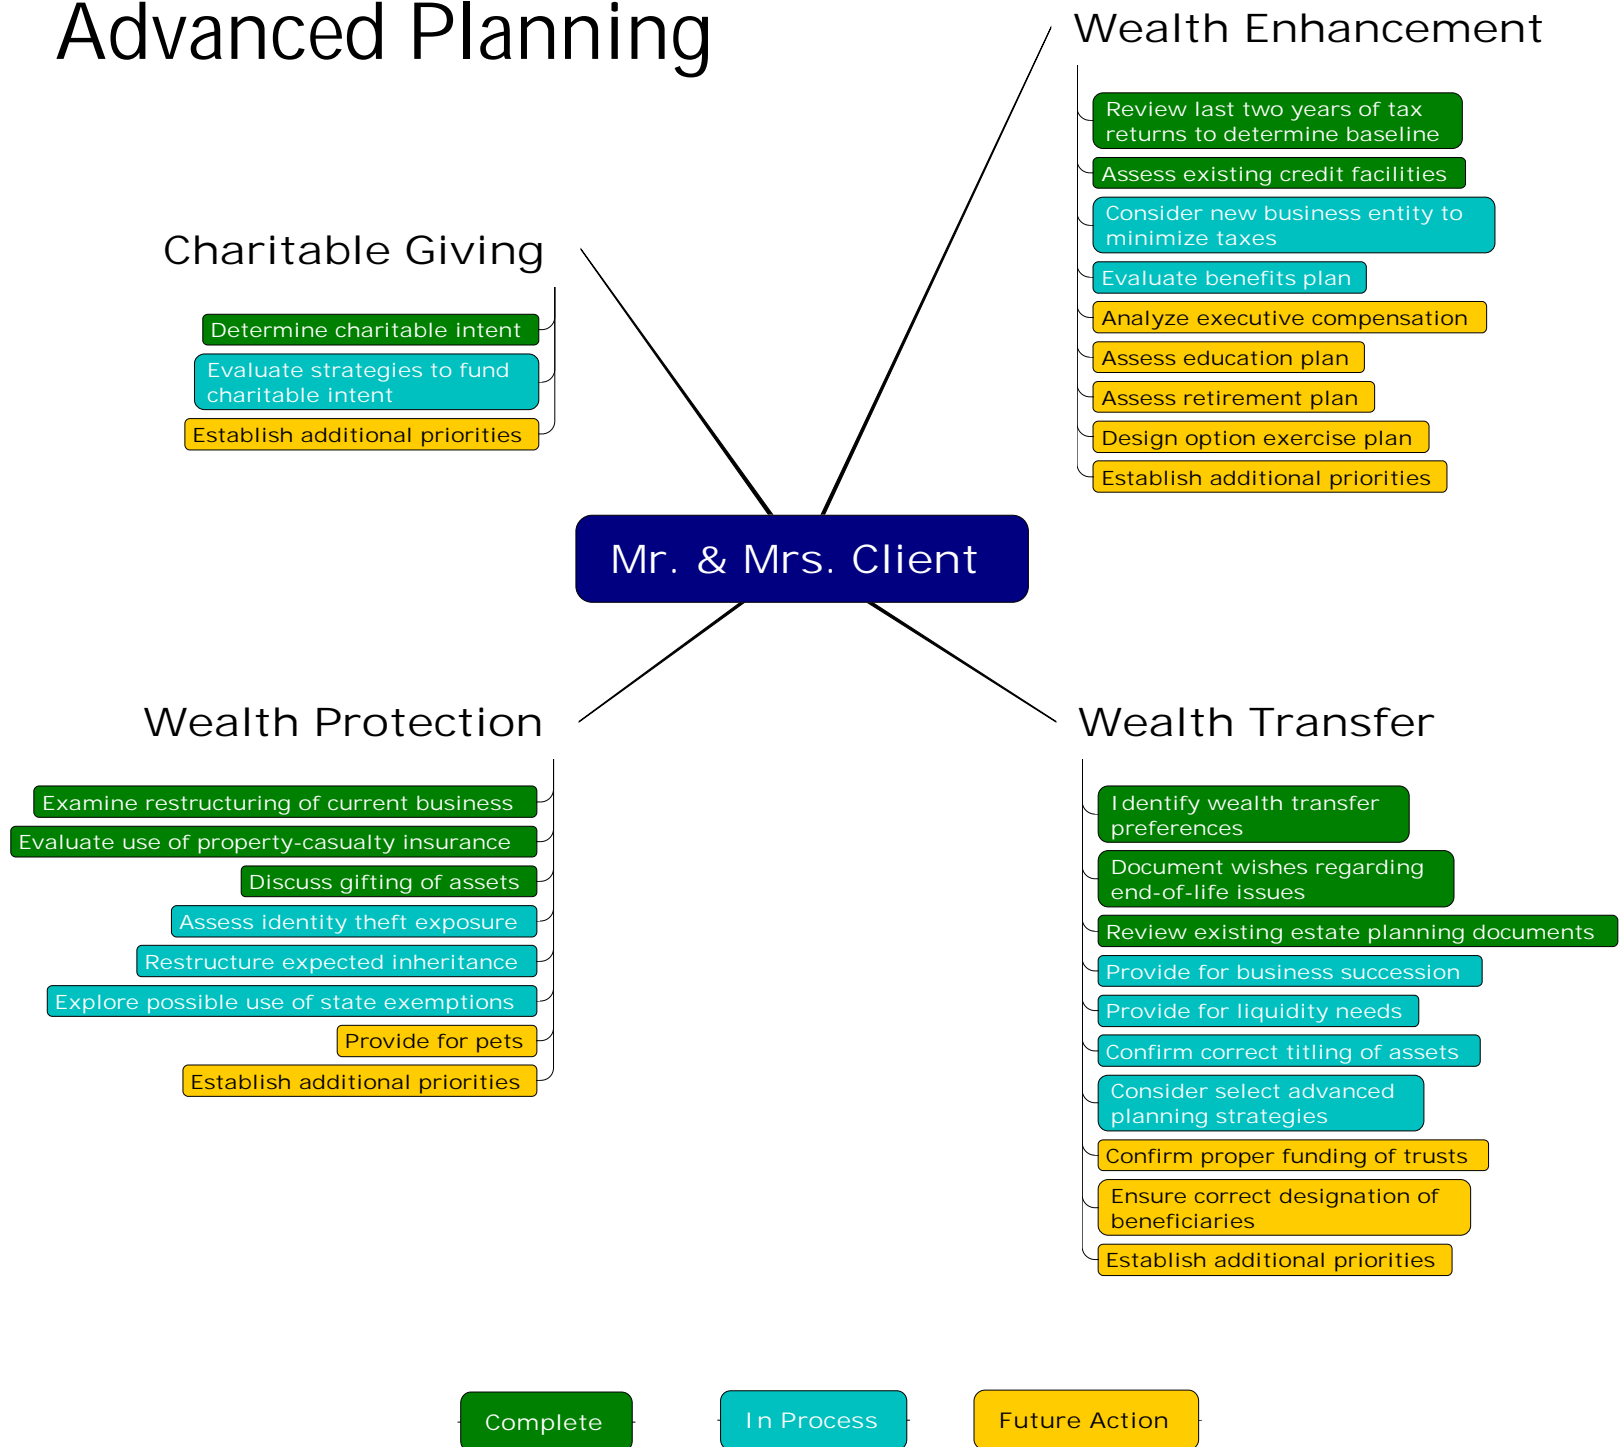 Advanced Planning
Wealth Enhancement
Review last two years of tax
returns to determine baseline
Assess existing credit facilities
Consider new business entity to
minimize taxes
Evaluate benefits plan
Analyze executive compensation
Assess education plan
Assess retirement plan
Design option exercise plan
Establish additional priorities
Charitable Giving
Determine charitable intent
Evaluate strategies to fund
charitable intent
Establish additional priorities
Mr. & Mrs. Client
Wealth Protection
Examine restructuring of current business
Evaluate use of property-casualty insurance
Discuss gifting of assets
Assess identity theft exposure
Restructure expected inheritance
Explore possible use of state exemptions
Provide for pets
Establish additional priorities
Wealth Transfer
Identify wealth transfer
preferences
Document wishes regarding
end-of-life issues
Review existing estate planning documents
Provide for business succession
Provide for liquidity needs
Confirm correct titling of assets
Consider select advanced
planning strategies
Confirm proper funding of trusts
Ensure correct designation of
beneficiaries
Establish additional priorities
Complete
In Process
Future Action